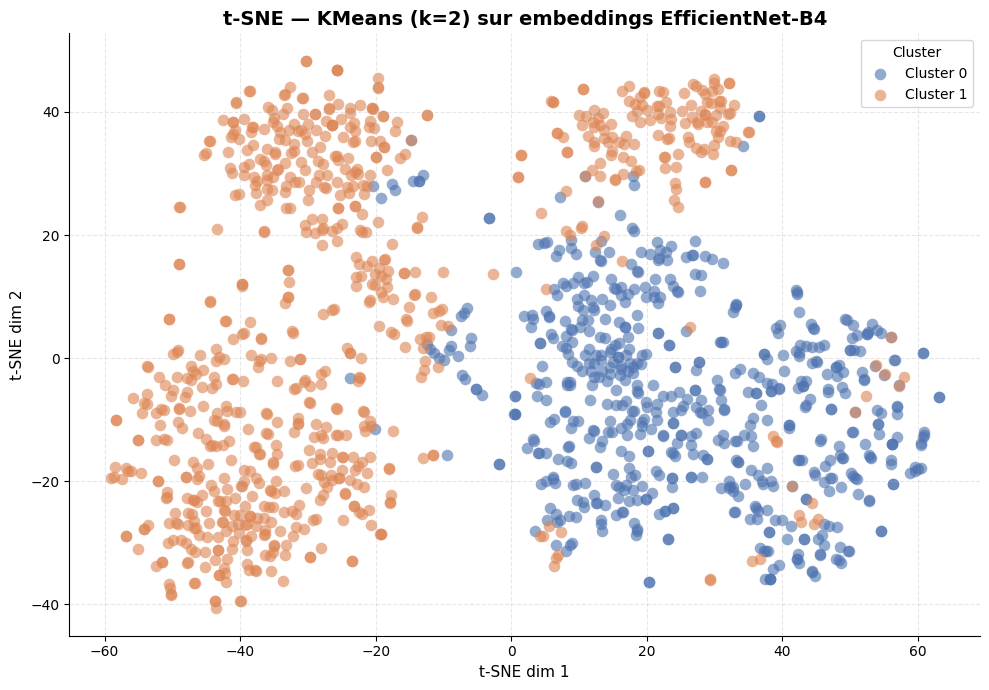 t-SNE — KMeans (k=2) sur embeddings EfficientNet-B4
Cluster
Cluster 0
Cluster 1
t-SNE dim 2
40
20
0
−20
−40
−60
−40
−20
0
20
40
60
t-SNE dim 1